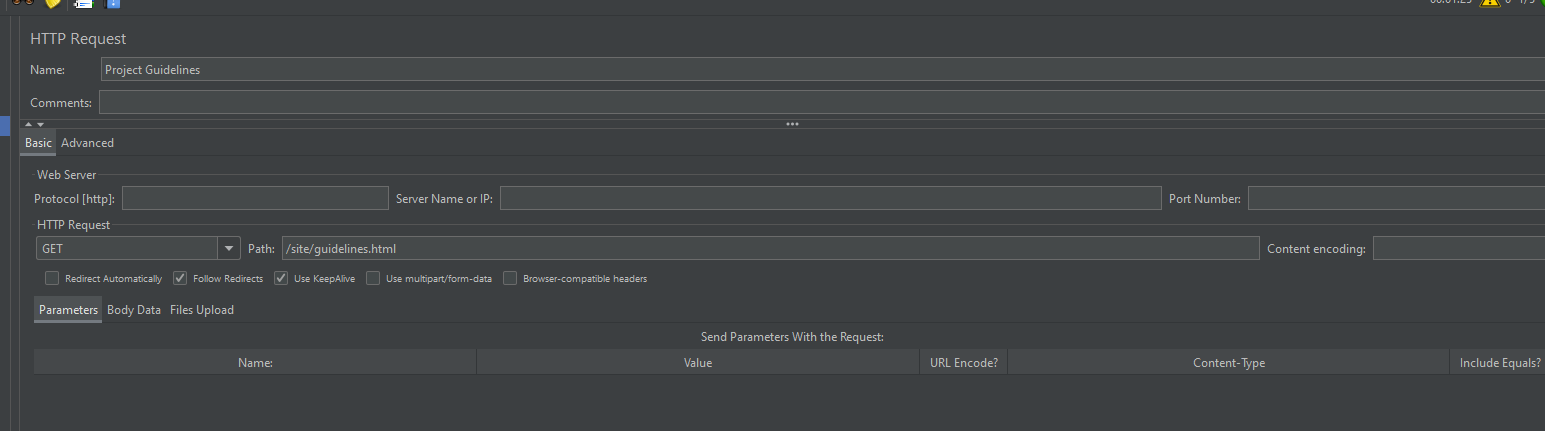 HTTP Request
Name: Project Guidelines
Comments:
Basic Advanced
Web Server
Protocol [http]: Server Name or IP: Port Number:
HTTP Request
GET Path: /site/guidelines.html Content encoding:
Redirect Automatically Follow Redirects Use KeepAlive Use multipart/form-data Browser-compatible headers
Parameters Body Data Files Upload
Send Parameters With the Request:
Name: Value URL Encode? Content-Type Include Equals?